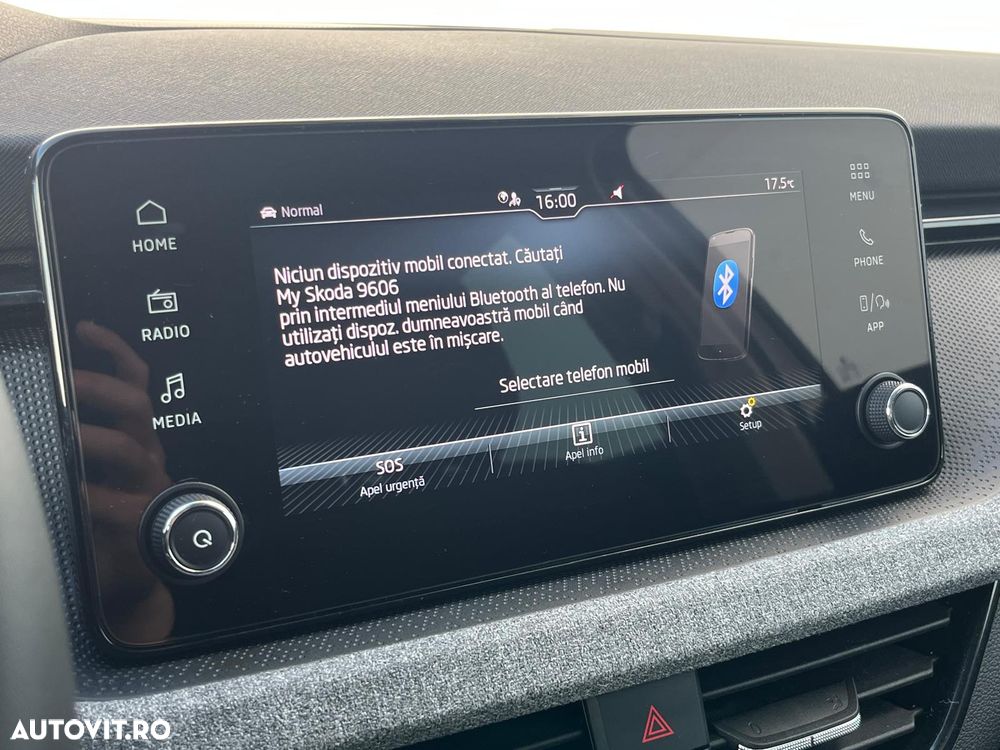 Normal
16:00
17.5°C
HOME
RADIO
MEDIA
Niciun dispozitiv mobil conectat. Căutați
My Skoda 9606
prin intermediul meniului Bluetooth al telefon. Nu
utilizați dispoz. dumneavoastră mobil când
autovehiculul este în mișcare.
Selectare telefon mobil
SOS
Apel urgență
i
Apel info
Setup
MENU
PHONE
APP
AUTOVIT.RO